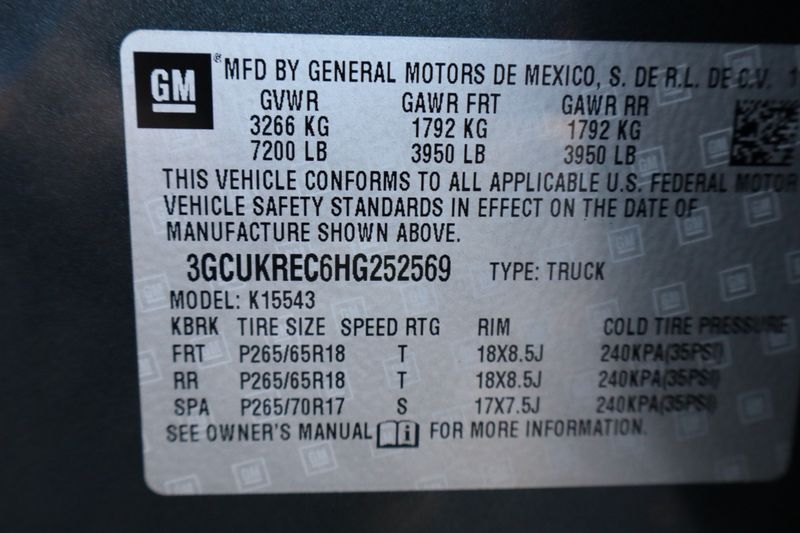 GM ® MFD BY GENERAL MOTORS DE MEXICO, S. DE R.L. DE C.V. 1
GVWR GAWR FRT GAWR RR
3266 KG 1792 KG 1792 KG
7200 LB 3950 LB 3950 LB
THIS VEHICLE CONFORMS TO ALL APPLICABLE U.S. FEDERAL MOTOR
VEHICLE SAFETY STANDARDS IN EFFECT ON THE DATE OF
MANUFACTURE SHOWN ABOVE.
3GCUKREC6HG252569 TYPE: TRUCK
MODEL: K15543
KBRK TIRE SIZE SPEED RTG RIM COLD TIRE PRESSURE
FRT P265/65R18 T 18X8.5J 240KPA(35PSI)
RR P265/65R18 T 18X8.5J 240KPA(35PSI)
SPA P265/70R17 S 17X7.5J 240KPA(35PSI)
SEE OWNER'S MANUAL i FOR MORE INFORMATION.